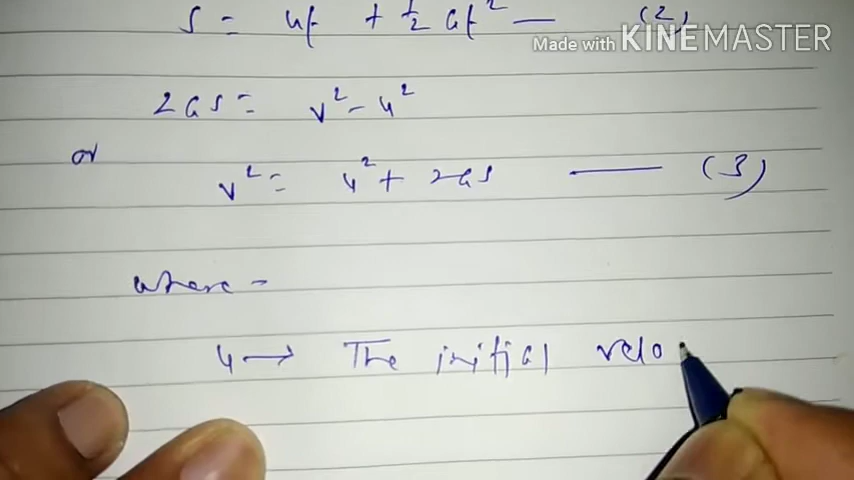 s = ut + 1/2 at² — (2)
Made with KINEMASTER
2as = v² - u²
or
v² = u² + 2as —— (3)
where -
u → The initial velo